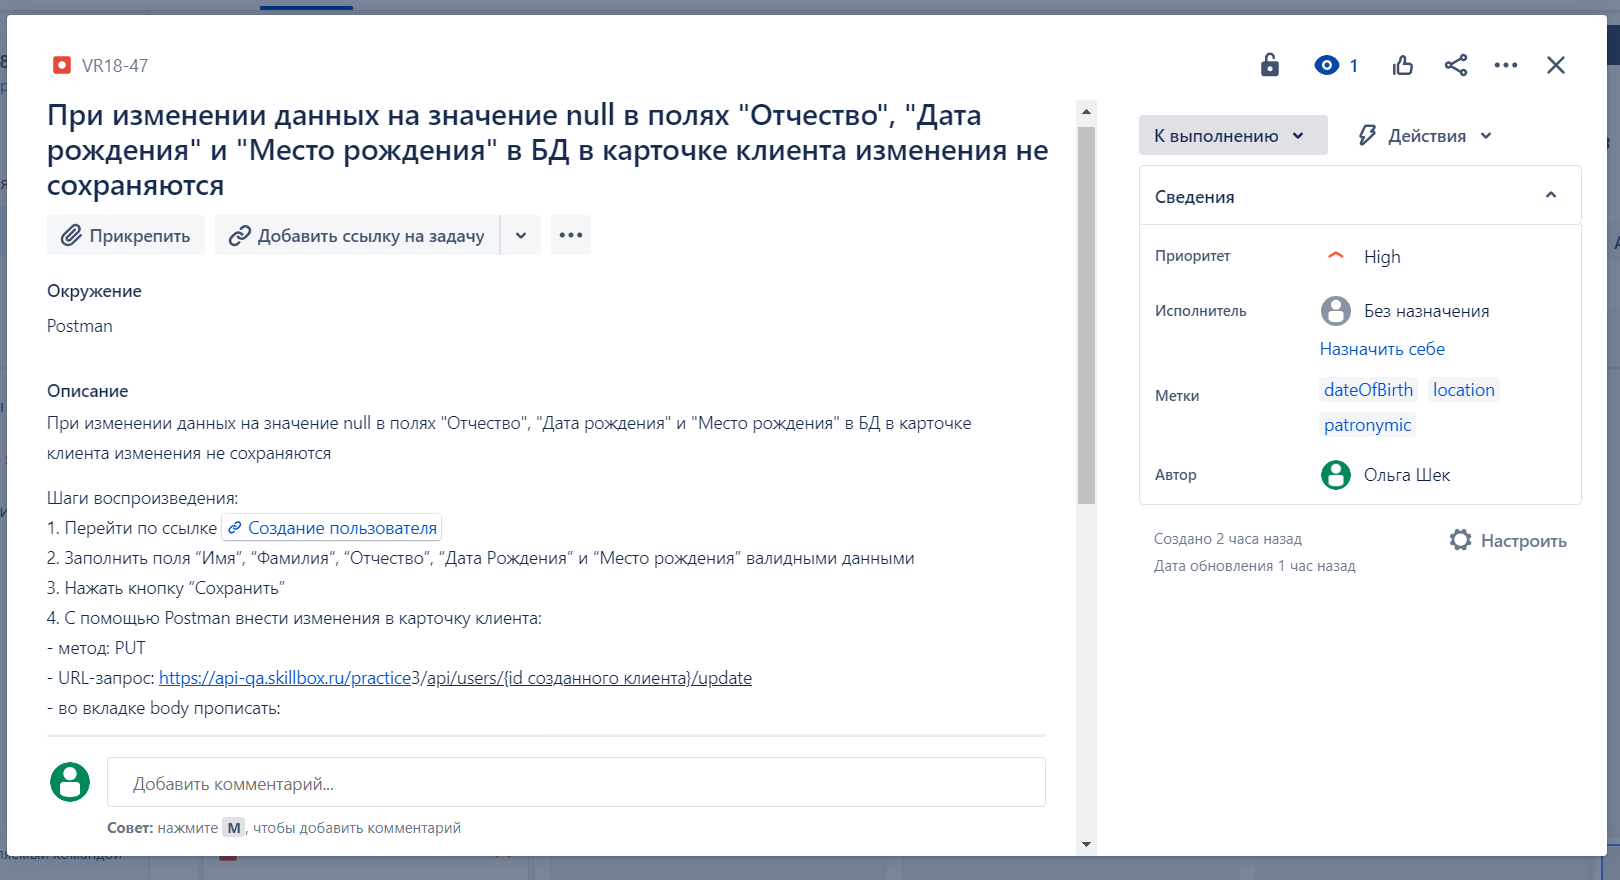 VR18-47
1
При изменении данных на значение null в полях "Отчество", "Дата
рождения" и "Место рождения" в БД в карточке клиента изменения не
сохраняются
Прикрепить
Добавить ссылку на задачу
Окружение
Postman
Описание
При изменении данных на значение null в полях "Отчество", "Дата рождения" и "Место рождения" в БД в карточке
клиента изменения не сохраняются
Шаги воспроизведения:
1. Перейти по ссылке Создание пользователя
2. Заполнить поля “Имя“, “Фамилия“, “Отчество”, “Дата Рождения” и “Место рождения” валидными данными
3. Нажать кнопку “Сохранить”
4. С помощью Postman внести изменения в карточку клиента:
- метод: PUT
- URL-запрос: https://api-qa.skillbox.ru/practice3/api/users/{id созданного клиента}/update
- во вкладке body прописать:
Добавить комментарий...
Совет: нажмите M, чтобы добавить комментарий
К выполнению
Действия
Сведения
Приоритет
High
Исполнитель
Без назначения
Назначить себе
Метки
dateOfBirth location
patronymic
Автор
Ольга Шек
Создано 2 часа назад
Настроить
Дата обновления 1 час назад